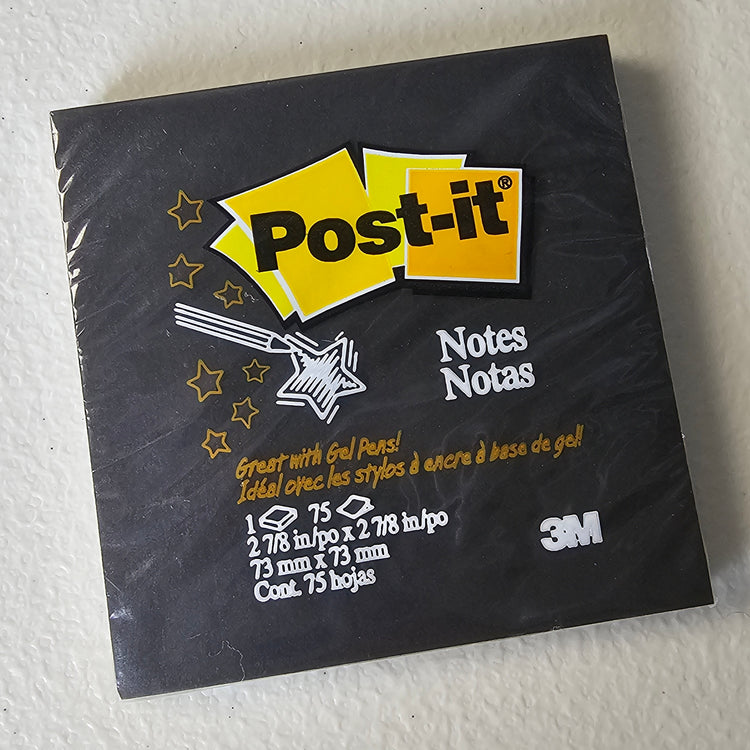 Post-it®
Notes
Notas
Great with Gel Pens!
Idéal avec les stylos à encre à base de gel!
1 75
2 7/8 in/po x 2 7/8 in/po
73 mm x 73 mm
Cont. 75 hojas
3M